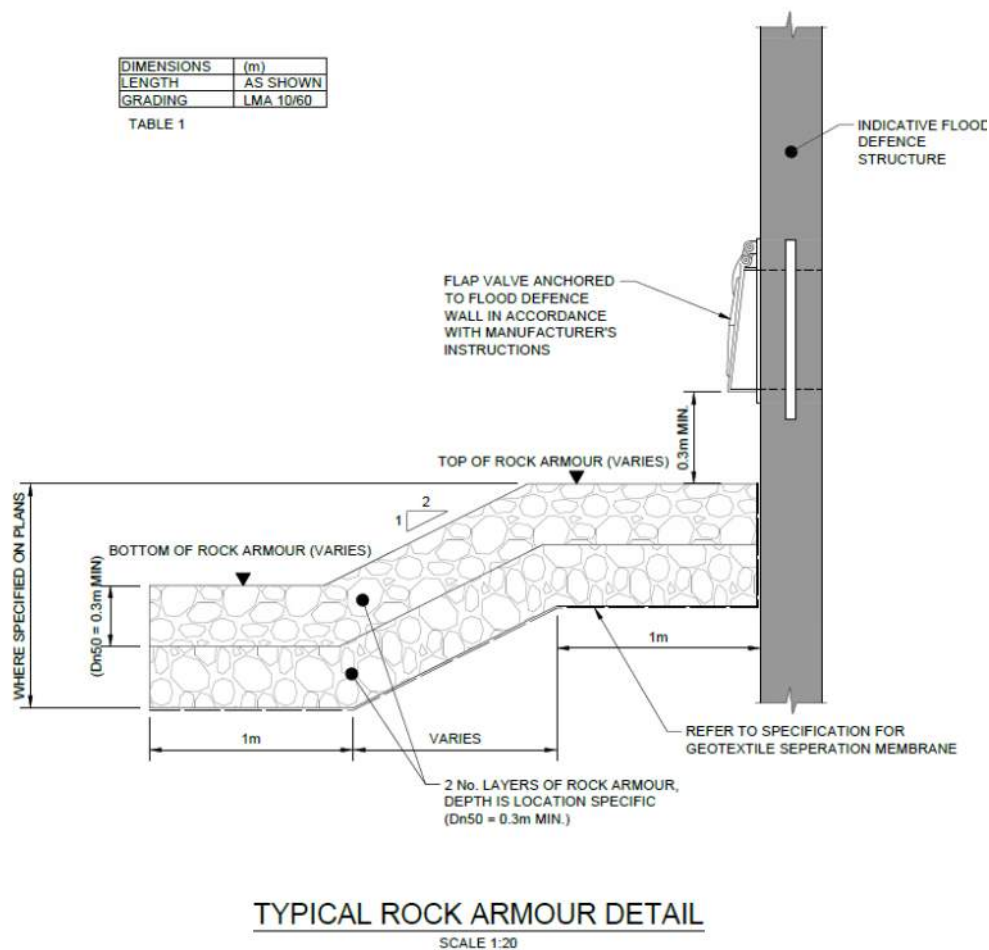 DIMENSIONS (m)
LENGTH AS SHOWN
GRADING LMA 10/60
TABLE 1
INDICATIVE FLOOD
DEFENCE
STRUCTURE
FLAP VALVE ANCHORED
TO FLOOD DEFENCE
WALL IN ACCORDANCE
WITH MANUFACTURER'S
INSTRUCTIONS
0.3m MIN.
TOP OF ROCK ARMOUR (VARIES)
2
1
BOTTOM OF ROCK ARMOUR (VARIES)
WHERE SPECIFIED ON PLANS
(Dn50 = 0.3m MIN)
1m
1m
VARIES
REFER TO SPECIFICATION FOR
GEOTEXTILE SEPERATION MEMBRANE
2 No. LAYERS OF ROCK ARMOUR,
DEPTH IS LOCATION SPECIFIC
(Dn50 = 0.3m MIN.)
TYPICAL ROCK ARMOUR DETAIL
SCALE 1:20